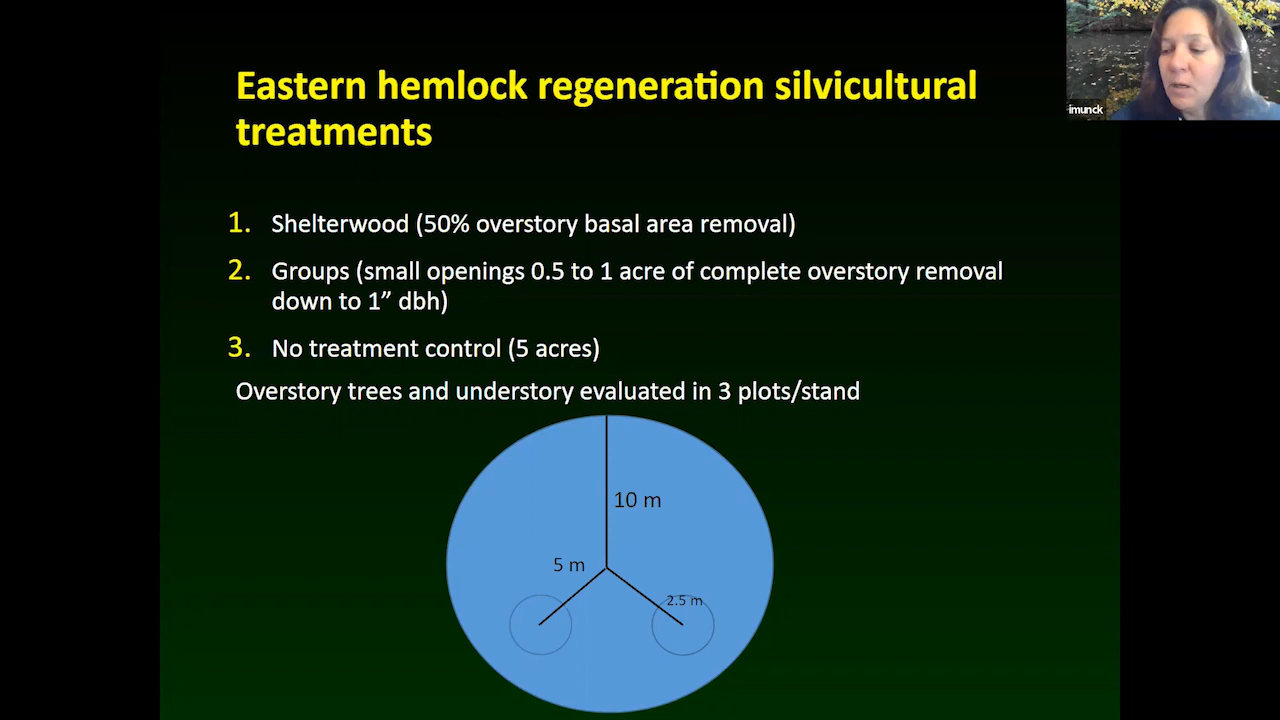 Eastern hemlock regeneration silvicultural
treatments
1. Shelterwood (50% overstory basal area removal)
2. Groups (small openings 0.5 to 1 acre of complete overstory removal
down to 1” dbh)
3. No treatment control (5 acres)
Overstory trees and understory evaluated in 3 plots/stand
10 m
5 m
2.5 m
imunck